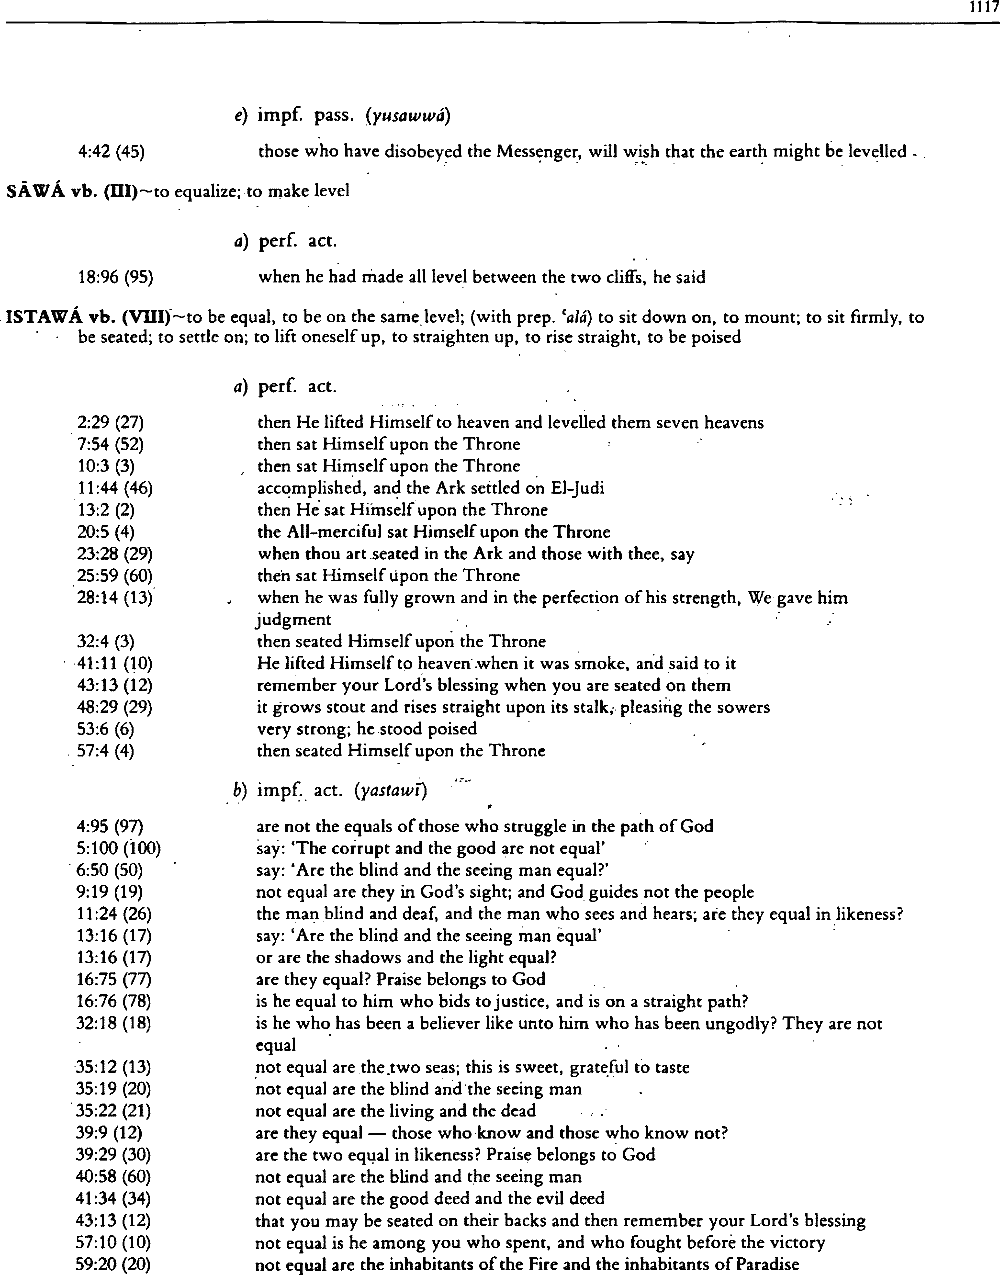 1117
e) impf. pass. (yusawwá)
4:42 (45) those who have disobeyed the Messenger, will wish that the earth might be levelled
SĀWÁ vb. (III)~to equalize; to make level
a) perf. act.
18:96 (95) when he had made all level between the two cliffs, he said
ISTAWÁ vb. (VIII)~to be equal, to be on the same level; (with prep. ʿalá) to sit down on, to mount; to sit firmly, to
be seated; to settle on; to lift oneself up, to straighten up, to rise straight, to be poised
a) perf. act.
2:29 (27) then He lifted Himself to heaven and levelled them seven heavens
7:54 (52) then sat Himself upon the Throne
10:3 (3) then sat Himself upon the Throne
11:44 (46) accomplished, and the Ark settled on El-Judi
13:2 (2) then He sat Himself upon the Throne
20:5 (4) the All-merciful sat Himself upon the Throne
23:28 (29) when thou art seated in the Ark and those with thee, say
25:59 (60) then sat Himself upon the Throne
28:14 (13) when he was fully grown and in the perfection of his strength, We gave him
judgment
32:4 (3) then seated Himself upon the Throne
41:11 (10) He lifted Himself to heaven when it was smoke, and said to it
43:13 (12) remember your Lord's blessing when you are seated on them
48:29 (29) it grows stout and rises straight upon its stalk, pleasing the sowers
53:6 (6) very strong; he stood poised
57:4 (4) then seated Himself upon the Throne
b) impf. act. (yastawī)
4:95 (97) are not the equals of those who struggle in the path of God
5:100 (100) say: 'The corrupt and the good are not equal'
6:50 (50) say: 'Are the blind and the seeing man equal?'
9:19 (19) not equal are they in God's sight; and God guides not the people
11:24 (26) the man blind and deaf, and the man who sees and hears; are they equal in likeness?
13:16 (17) say: 'Are the blind and the seeing man equal'
13:16 (17) or are the shadows and the light equal?
16:75 (77) are they equal? Praise belongs to God
16:76 (78) is he equal to him who bids to justice, and is on a straight path?
32:18 (18) is he who has been a believer like unto him who has been ungodly? They are not
equal
35:12 (13) not equal are the two seas; this is sweet, grateful to taste
35:19 (20) not equal are the blind and the seeing man
35:22 (21) not equal are the living and the dead
39:9 (12) are they equal — those who know and those who know not?
39:29 (30) are the two equal in likeness? Praise belongs to God
40:58 (60) not equal are the blind and the seeing man
41:34 (34) not equal are the good deed and the evil deed
43:13 (12) that you may be seated on their backs and then remember your Lord's blessing
57:10 (10) not equal is he among you who spent, and who fought before the victory
59:20 (20) not equal are the inhabitants of the Fire and the inhabitants of Paradise